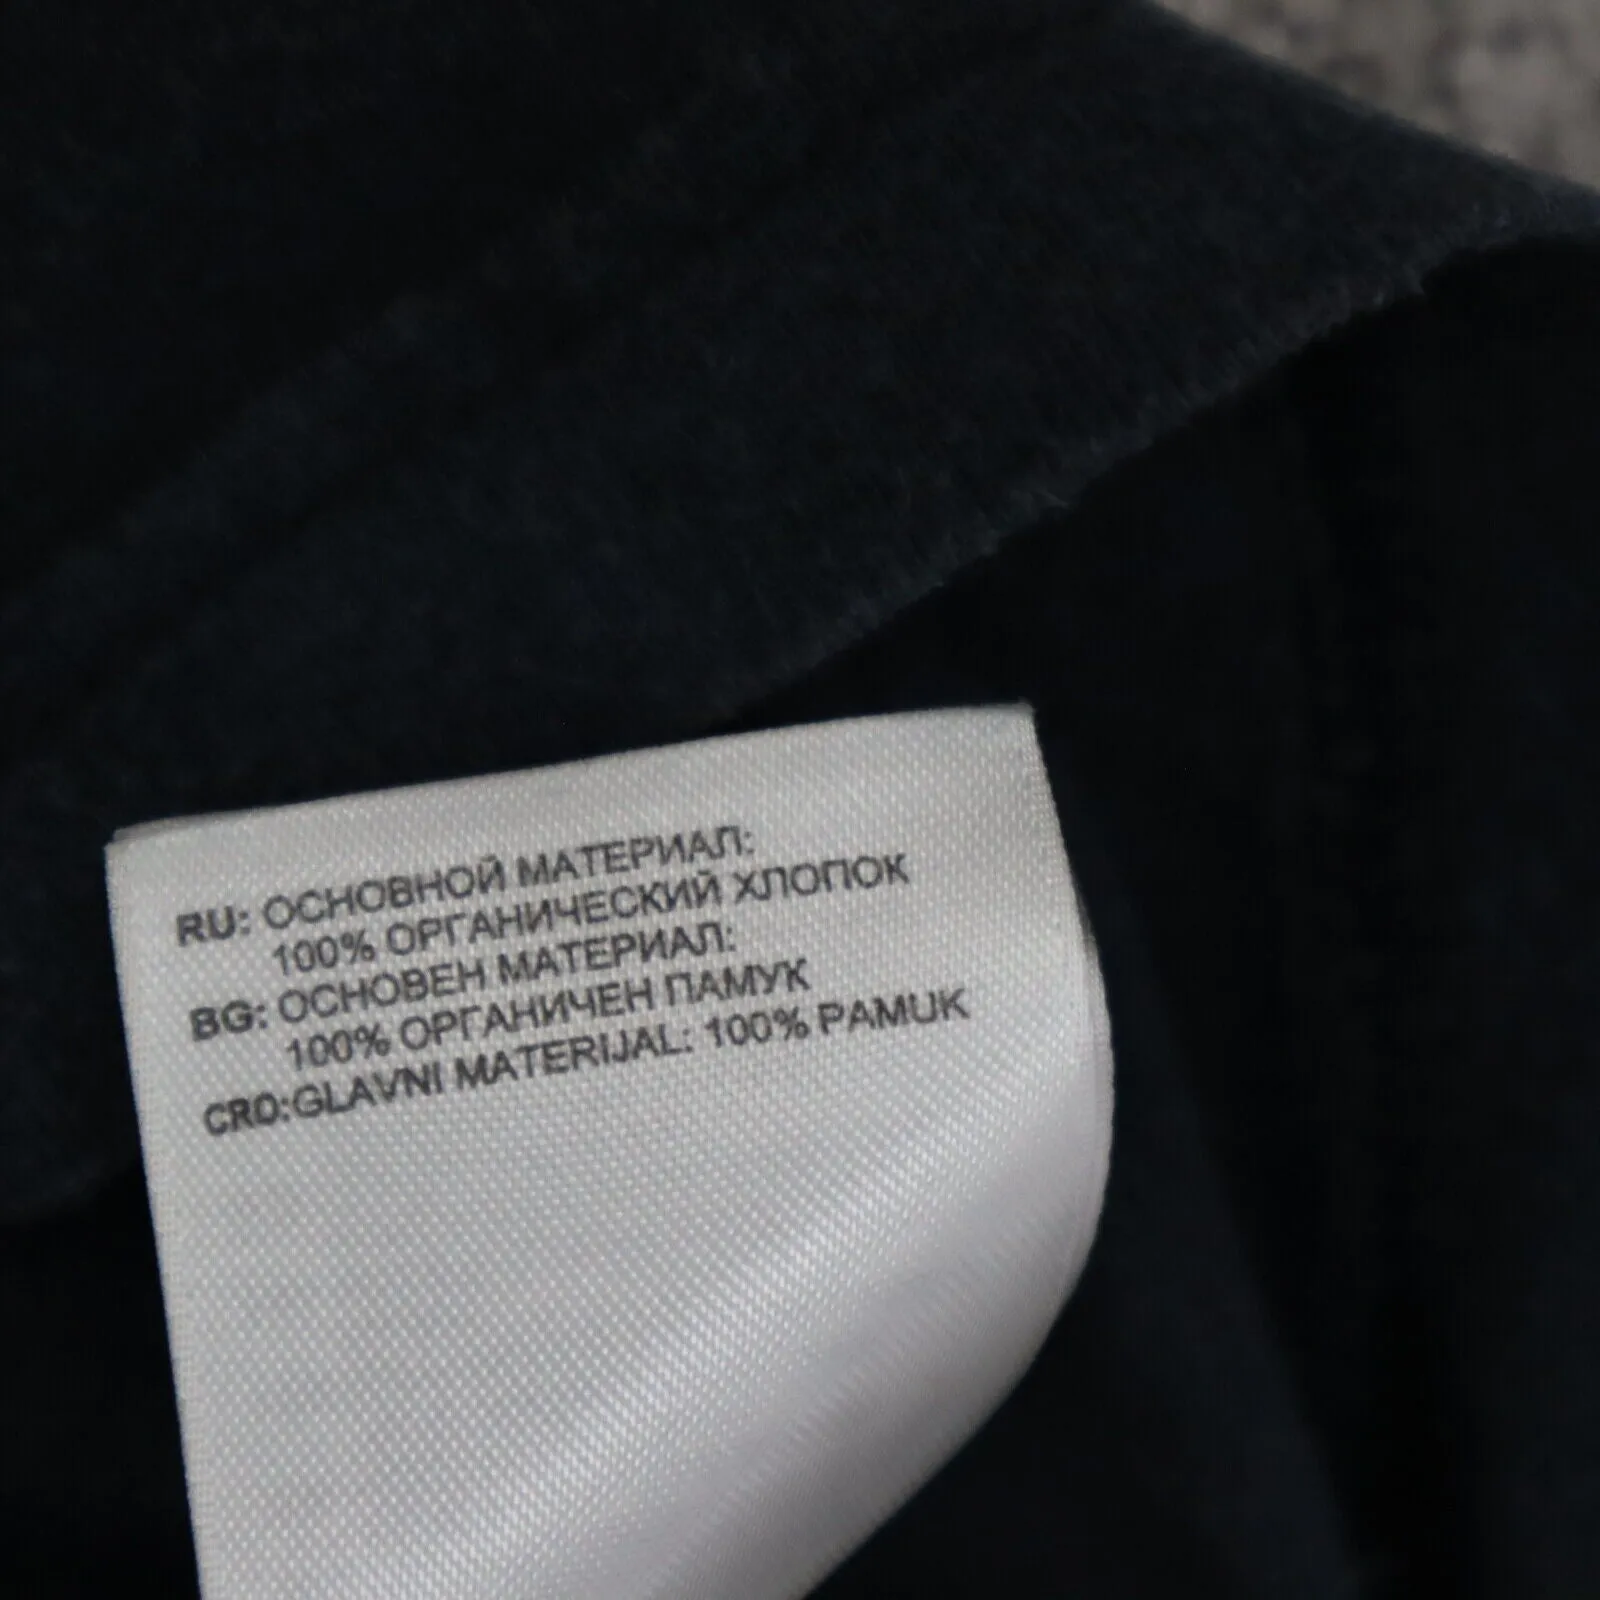 RU: ОСНОВНОЙ МАТЕРИАЛ:
100% ОРГАНИЧЕСКИЙ ХЛОПОК
BG: ОСНОВЕН МАТЕРИАЛ:
100% ОРГАНИЧЕН ПАМУК
CRO:GLAVNI MATERIJAL: 100% PAMUK